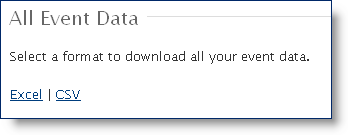 All Event Data
Select a format to download all your event data.
Excel | CSV